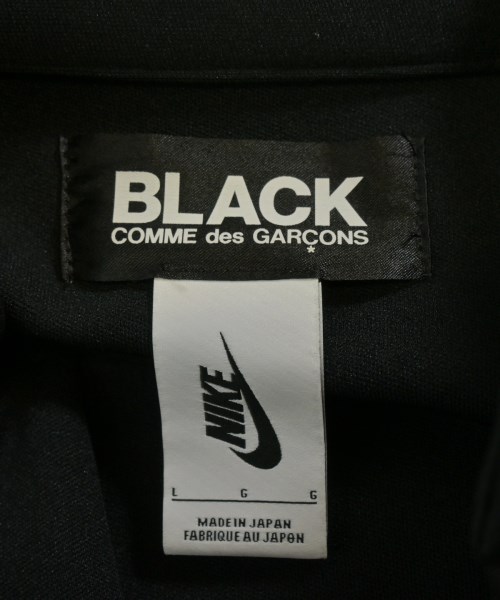 BLACK
COMME des GARÇONS
NIKE
L G G
MADE IN JAPAN
FABRIQUE AU JAPON